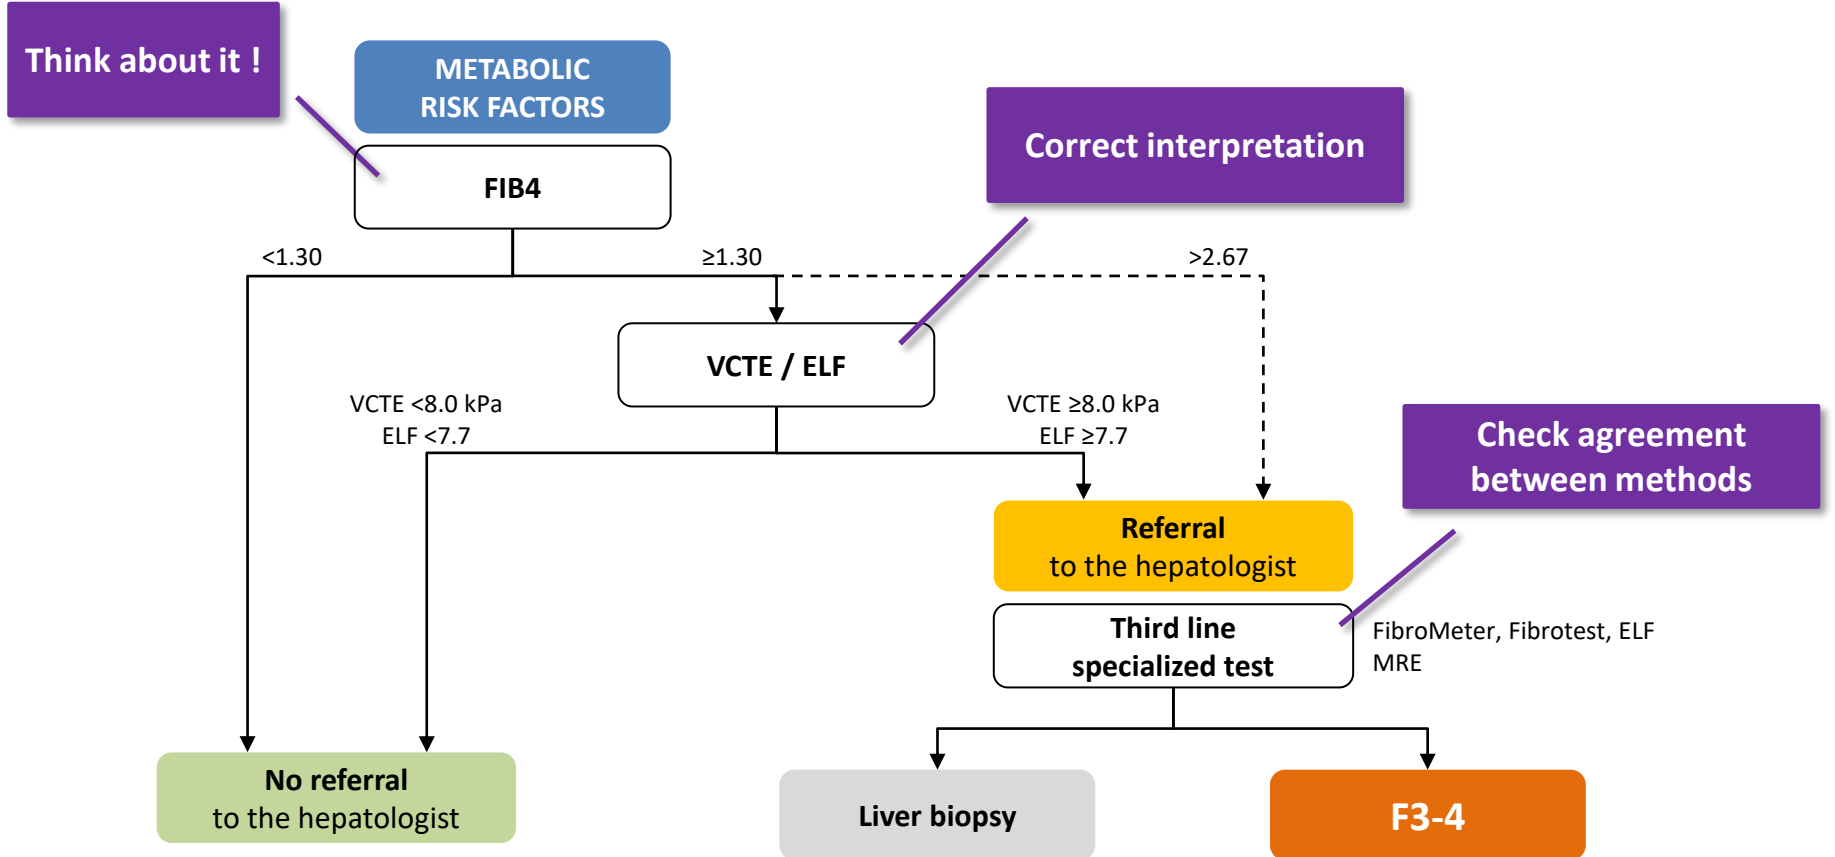 Think about it !
METABOLIC
RISK FACTORS
FIB4
Correct interpretation
<1.30
≥1.30
>2.67
VCTE / ELF
VCTE <8.0 kPa
ELF <7.7
VCTE ≥8.0 kPa
ELF ≥7.7
Check agreement
between methods
Referral
to the hepatologist
Third line
specialized test
FibroMeter, Fibrotest, ELF
MRE
No referral
to the hepatologist
Liver biopsy
F3-4